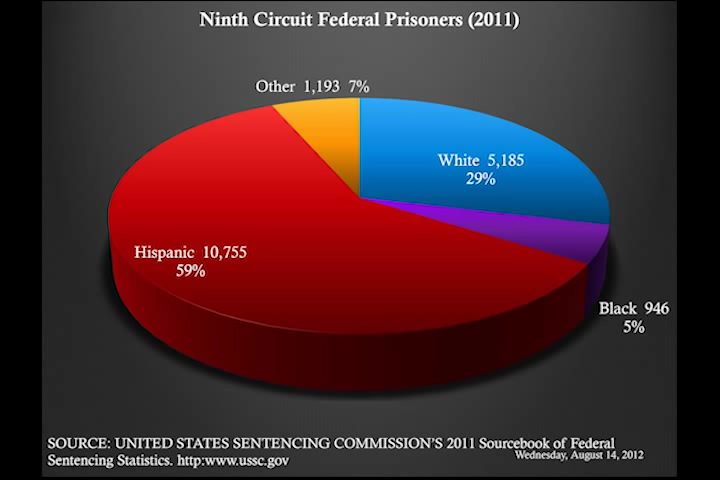 Ninth Circuit Federal Prisoners (2011)
Other 1,193 7%
White 5,185
29%
Hispanic 10,755
59%
Black 946
5%
SOURCE: UNITED STATES SENTENCING COMMISSION'S 2011 Sourcebook of Federal
Sentencing Statistics. http:www.ussc.gov
Wednesday, August 14, 2012